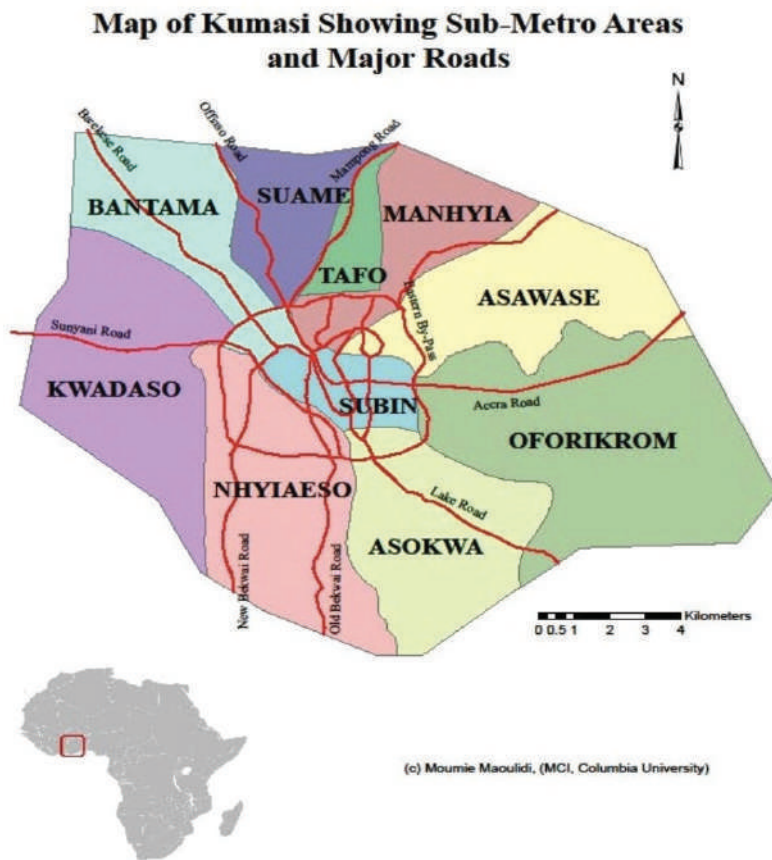 Map of Kumasi Showing Sub-Metro Areas
and Major Roads
N
Barekese Road
Offinso Road
Mampong Road
SUAME
BANTAMA
MANHYIA
TAFO
ASAWASE
Eastern By-Pass
Sunyani Road
KWADASO
SUBIN
Accra Road
OFORIKROM
NHYIAESO
Lake Road
ASOKWA
New Bekwai Road
Old Bekwai Road
Kilometers
0 0.5 1 2 3 4
(c) Moumie Maoulidi, (MCI, Columbia University)